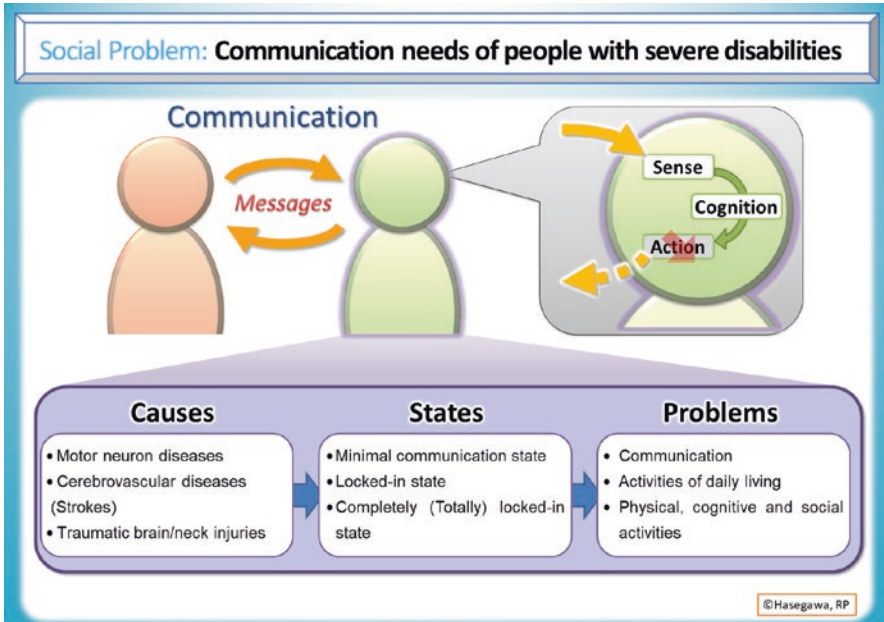 Social Problem: Communication needs of people with severe disabilities
Communication
Messages
Sense
Cognition
Action
Causes
• Motor neuron diseases
• Cerebrovascular diseases
(Strokes)
• Traumatic brain/neck injuries
States
• Minimal communication state
• Locked-in state
• Completely (Totally) locked-in
state
Problems
• Communication
• Activities of daily living
• Physical, cognitive and social
activities
©Hasegawa, RP